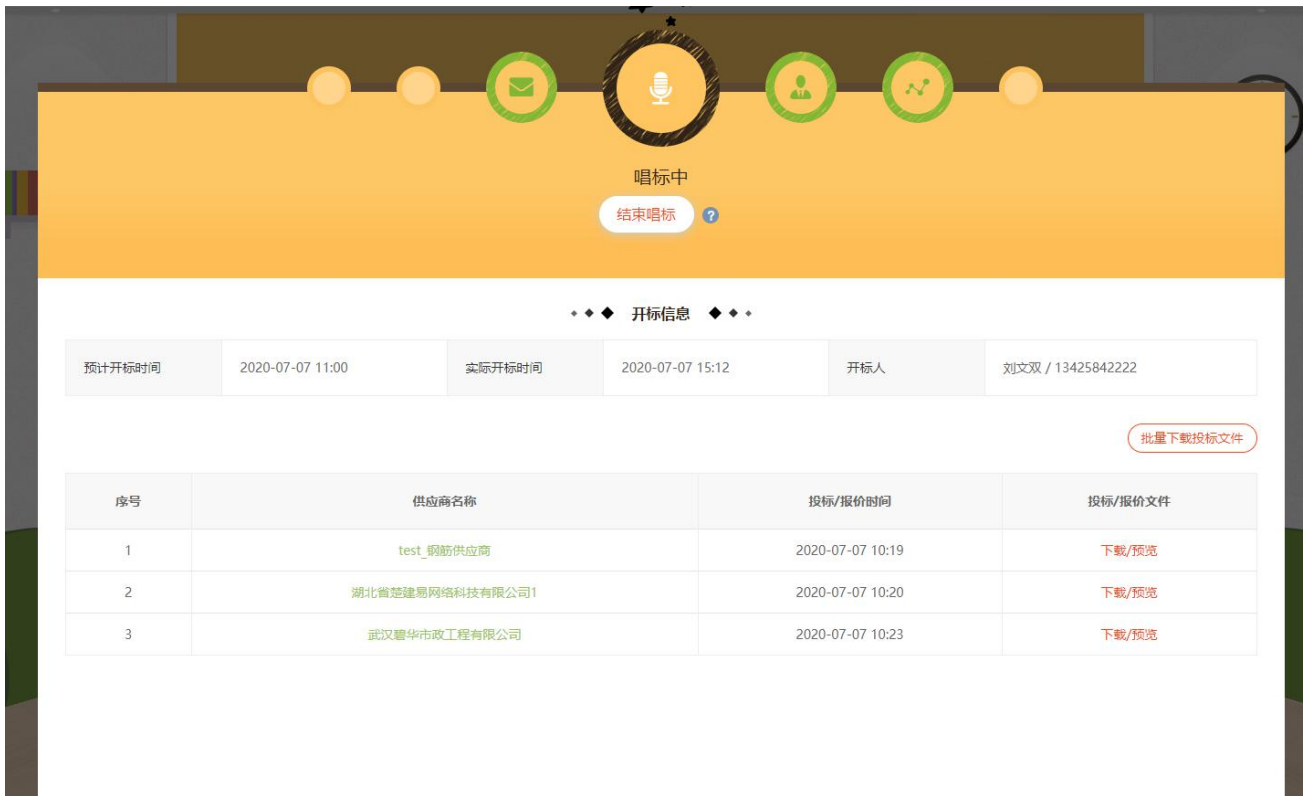 唱标中
结束唱标 ?
开标信息
预计开标时间 2020-07-07 11:00 实际开标时间 2020-07-07 15:12 开标人 刘文双 / 13425842222
批量下载投标文件
序号 供应商名称 投标/报价时间 投标/报价文件
1 test_钢筋供应商 2020-07-07 10:19 下载/预览
2 湖北省楚建易网络科技有限公司1 2020-07-07 10:20 下载/预览
3 武汉碧华市政工程有限公司 2020-07-07 10:23 下载/预览